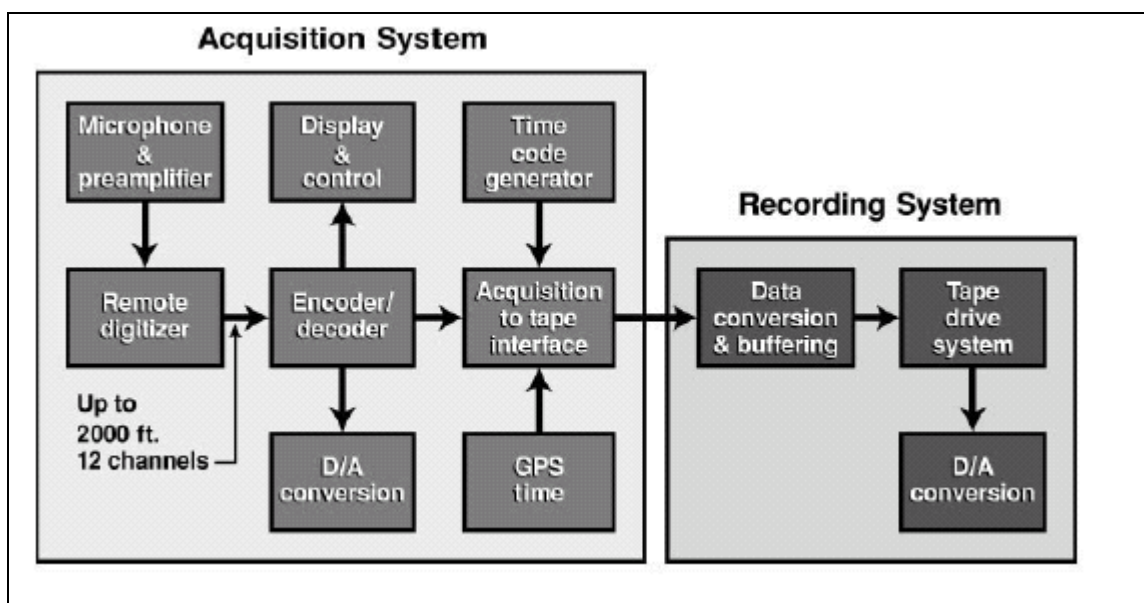 Acquisition System
Microphone
&
preamplifier
Display
&
control
Time
code
generator
Remote
digitizer
Encoder/
decoder
Acquisition
to tape
interface
Up to
2000 ft.
12 channels
D/A
conversion
GPS
time
Recording System
Data
conversion
& buffering
Tape
drive
system
D/A
conversion